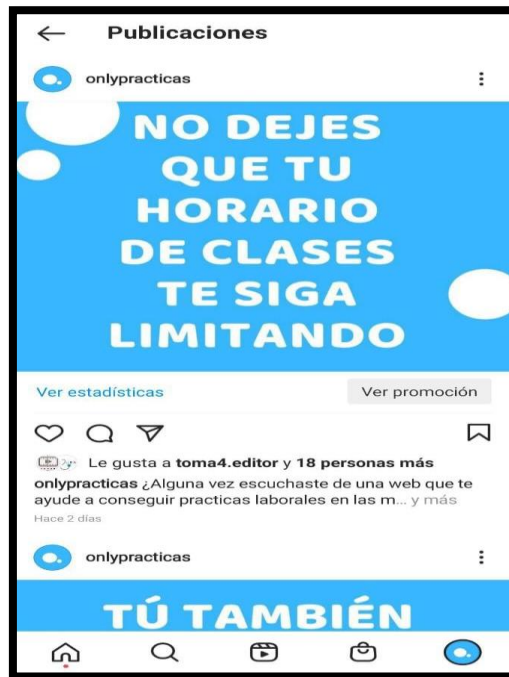 Publicaciones
onlypracticas
NO DEJES
QUE TU
HORARIO
DE CLASES
TE SIGA
LIMITANDO
Ver estadísticas
Ver promoción
Le gusta a toma4.editor y 18 personas más
onlypracticas ¿Alguna vez escuchaste de una web que te
ayude a conseguir practicas laborales en las m... y más
Hace 2 días
onlypracticas
TÚ TAMBIÉN